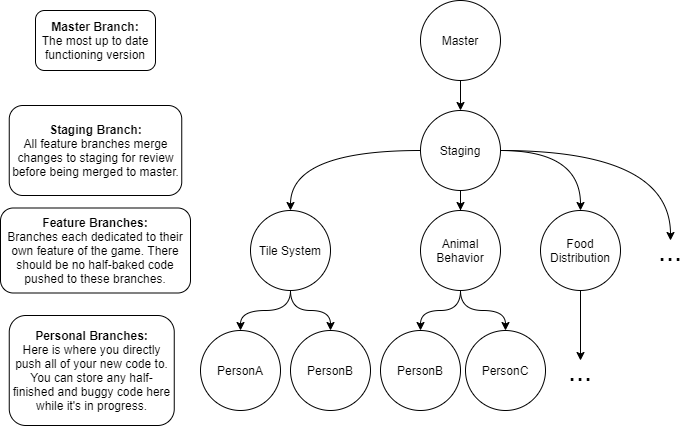 Master Branch:
The most up to date
functioning version
Master
Staging Branch:
All feature branches merge
changes to staging for review
before being merged to master.
Staging
Feature Branches:
Branches each dedicated to their
own feature of the game. There
should be no half-baked code
pushed to these branches.
Tile System
Animal
Behavior
Food
Distribution
...
Personal Branches:
Here is where you directly
push all of your new code to.
You can store any half-
finished and buggy code here
while it's in progress.
PersonA
PersonB
PersonB
PersonC
...